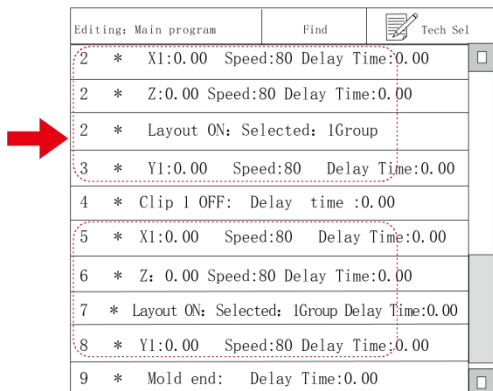 Editing: Main program Find Tech Sel
2 * X1:0.00 Speed:80 Delay Time:0.00
2 * Z:0.00 Speed:80 Delay Time:0.00
2 * Layout ON: Selected: 1Group
3 * Y1:0.00 Speed:80 Delay Time:0.00
4 * Clip 1 OFF: Delay time :0.00
5 * X1:0.00 Speed:80 Delay Time:0.00
6 * Z: 0.00 Speed:80 Delay Time:0.00
7 * Layout ON: Selected: 1Group Delay Time:0.00
8 * Y1:0.00 Speed:80 Delay Time:0.00
9 * Mold end: Delay Time:0.00